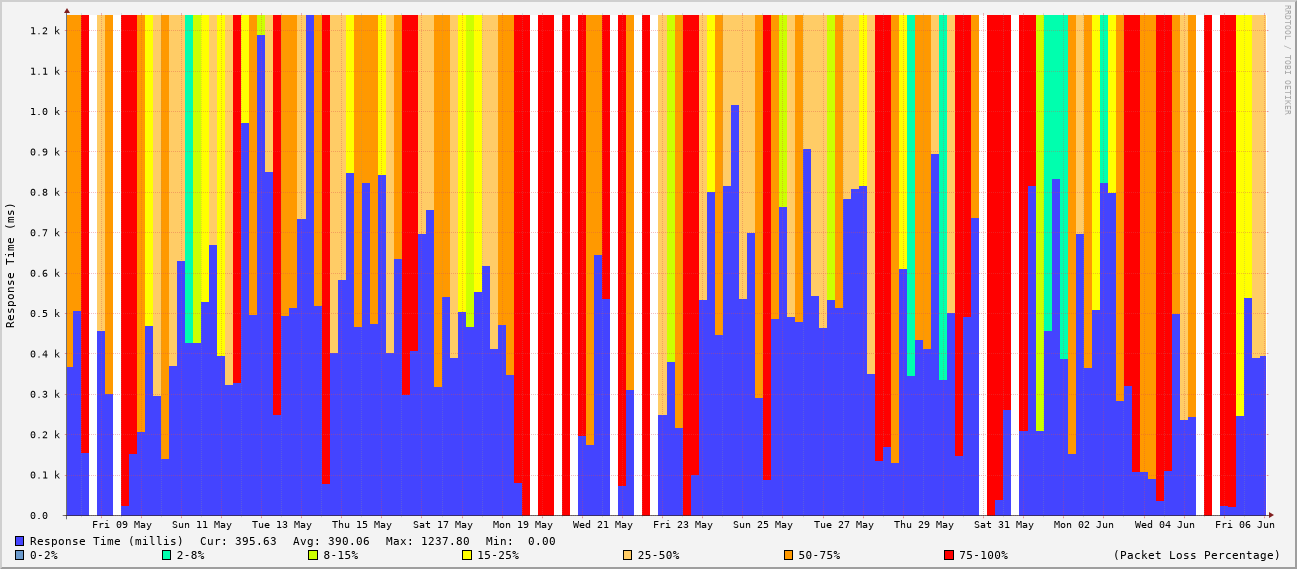 1.2 k
1.1 k
1.0 k
0.9 k
0.8 k
0.7 k
0.6 k
0.5 k
0.4 k
0.3 k
0.2 k
0.1 k
0.0
Response Time (ms)
RRDTOOL / TOBI OETIKER
Fri 09 May Sun 11 May Tue 13 May Thu 15 May Sat 17 May Mon 19 May Wed 21 May Fri 23 May Sun 25 May Tue 27 May Thu 29 May Sat 31 May Mon 02 Jun Wed 04 Jun Fri 06 Jun
Response Time (millis) Cur: 395.63 Avg: 390.06 Max: 1237.80 Min: 0.00
0-2% 2-8% 8-15% 15-25% 25-50% 50-75% 75-100% (Packet Loss Percentage)